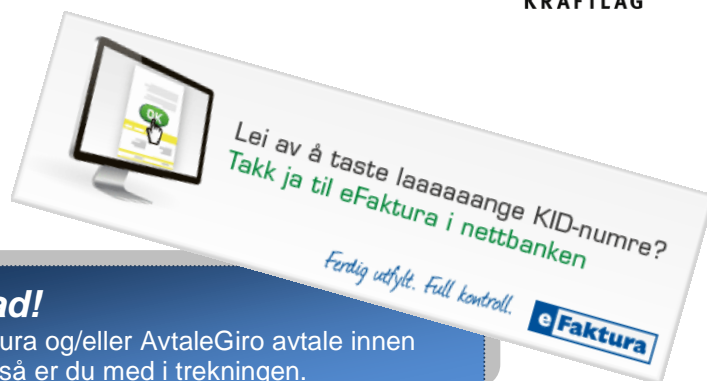 KRAFTLAG
OK
Lei av å taste laaaaaange KID-numre?
Takk ja til eFaktura i nettbanken
Ferdig utfylt. Full kontroll.
eFaktura
ad!
ura og/eller AvtaleGiro avtale innen
så er du med i trekningen.